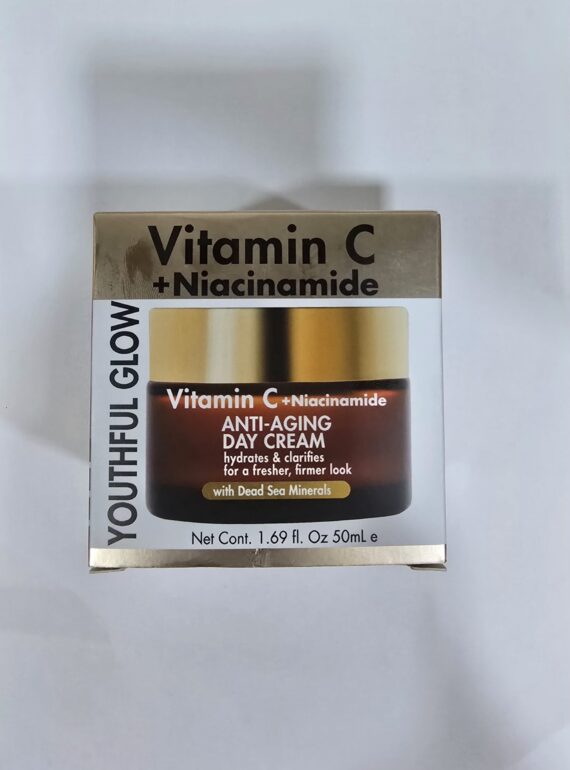 Vitamin C
+Niacinamide
YOUTHFUL GLOW
Vitamin C +Niacinamide
ANTI-AGING
DAY CREAM
hydrates & clarifies
for a fresher, firmer look
with Dead Sea Minerals
Net Cont. 1.69 fl. Oz 50mL e